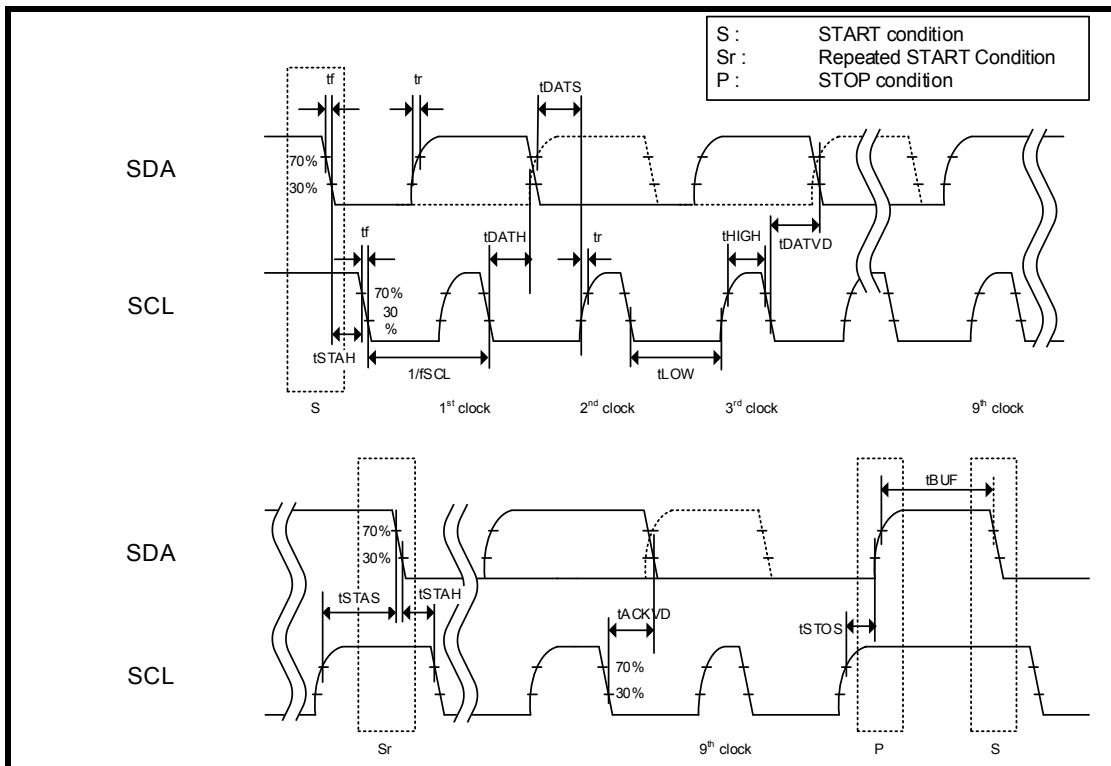 S : START condition
Sr : Repeated START Condition
P : STOP condition
tf
tr
tDATS
SDA
70%
30%
tf
tDATH
tr
tHIGH
tDATVD
SCL
70%
30
%
tSTAH
1/fSCL
tLOW
S
1st clock
2nd clock
3rd clock
9th clock
tBUF
SDA
70%
30%
tSTAS
tSTAH
tACKVD
tSTOS
SCL
70%
30%
Sr
9th clock
P
S